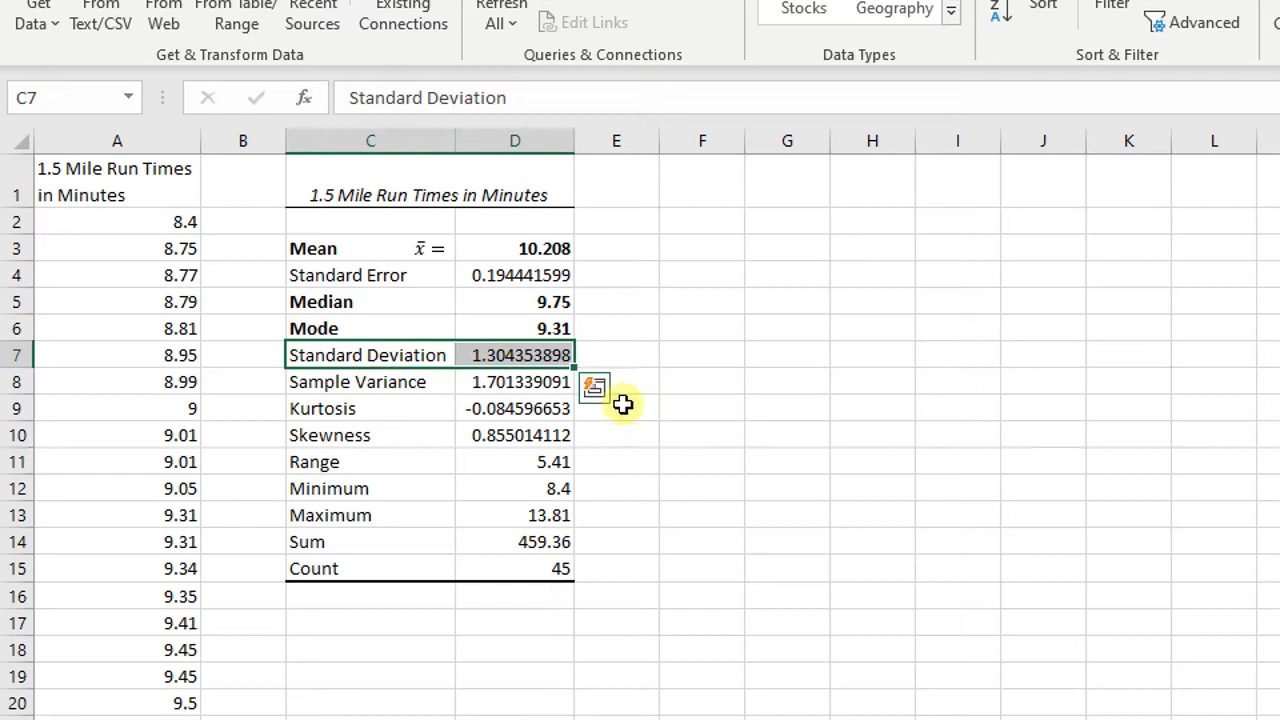 Get From From From Table/ Recent Existing Refresh
Data Text/CSV Web Range Sources Connections All Edit Links Stocks Geography Sort Filter Advanced
Get & Transform Data Queries & Connections Data Types Sort & Filter
C7 fx Standard Deviation
A B C D E F G H I J K L
1.5 Mile Run Times
1 in Minutes 1.5 Mile Run Times in Minutes
2 8.4
3 8.75 Mean x̄ = 10.208
4 8.77 Standard Error 0.194441599
5 8.79 Median 9.75
6 8.81 Mode 9.31
7 8.95 Standard Deviation 1.304353898
8 8.99 Sample Variance 1.701339091
9 9 Kurtosis -0.084596653
10 9.01 Skewness 0.855014112
11 9.01 Range 5.41
12 9.05 Minimum 8.4
13 9.31 Maximum 13.81
14 9.31 Sum 459.36
15 9.34 Count 45
16 9.35
17 9.41
18 9.45
19 9.45
20 9.5